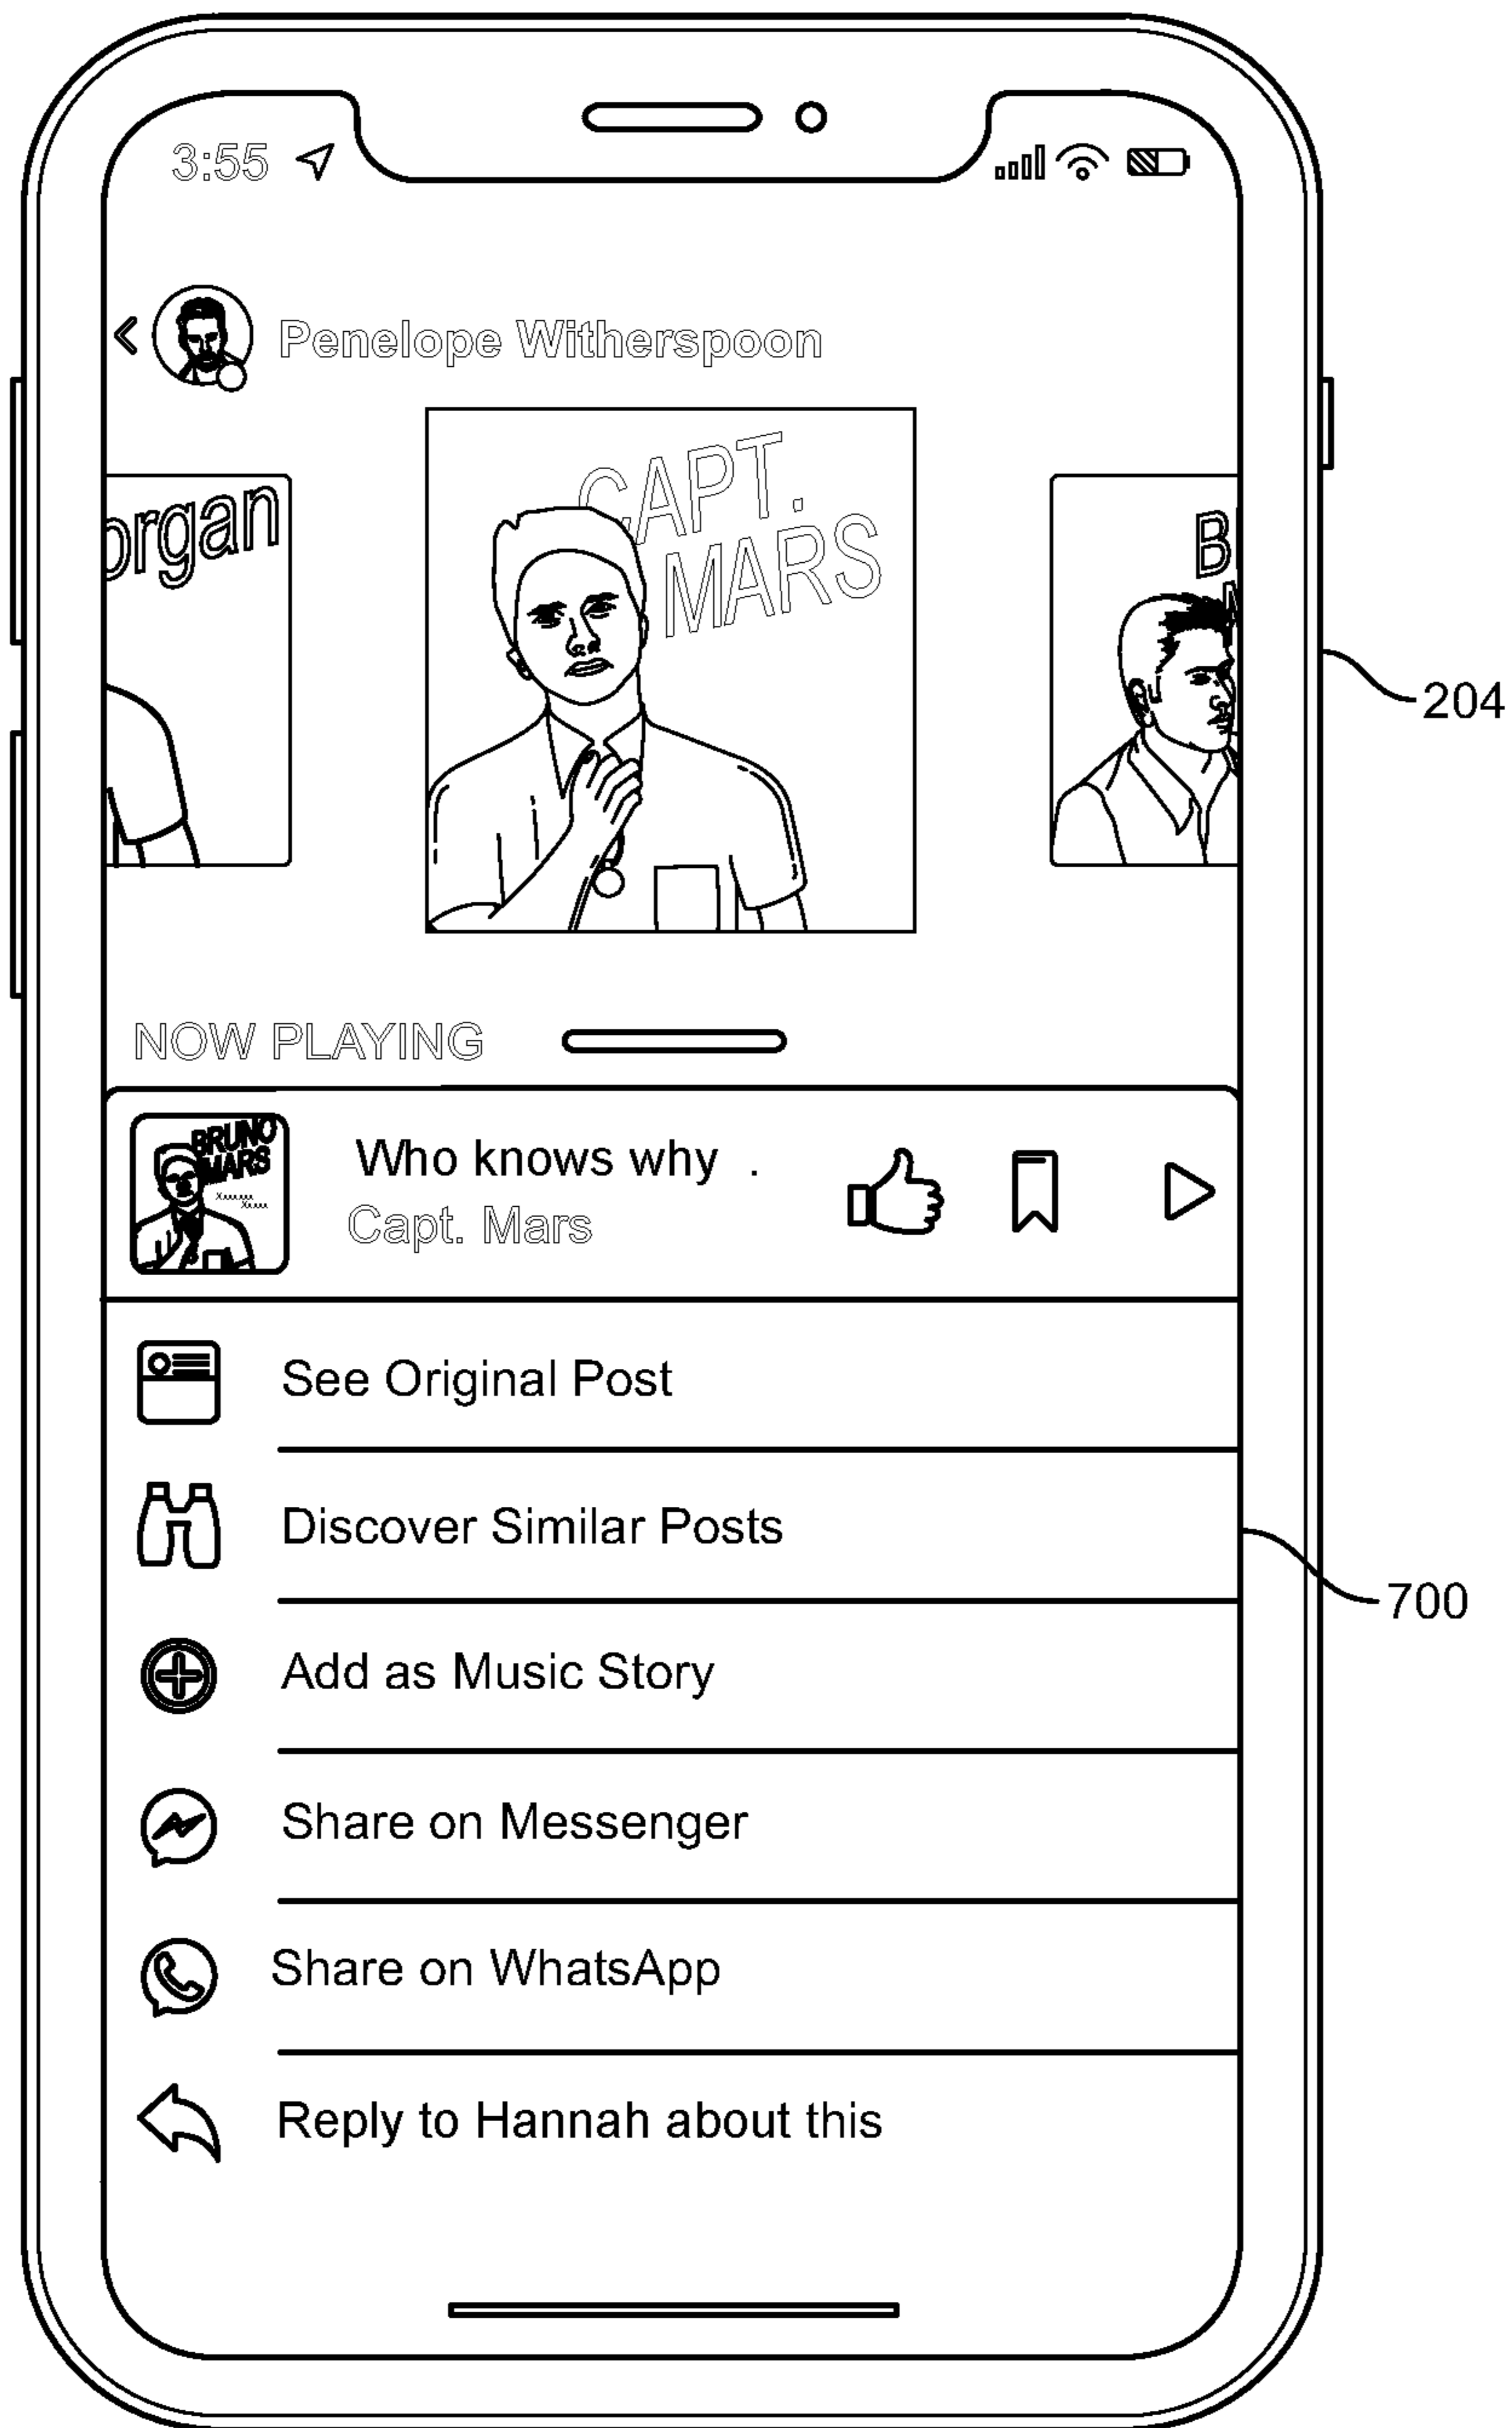 3:55
Penelope Witherspoon
organ
CAPT.
MARS
B
NOW PLAYING
BRUNO
MARS
Who knows why .
Capt. Mars
See Original Post
Discover Similar Posts
Add as Music Story
Share on Messenger
Share on WhatsApp
Reply to Hannah about this
204
700